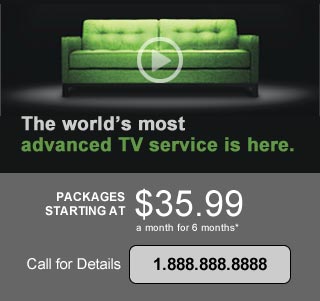 The world's most
advanced TV service is here.
PACKAGES
STARTING AT
$35.99
a month for 6 months*
Call for Details
1.888.888.8888